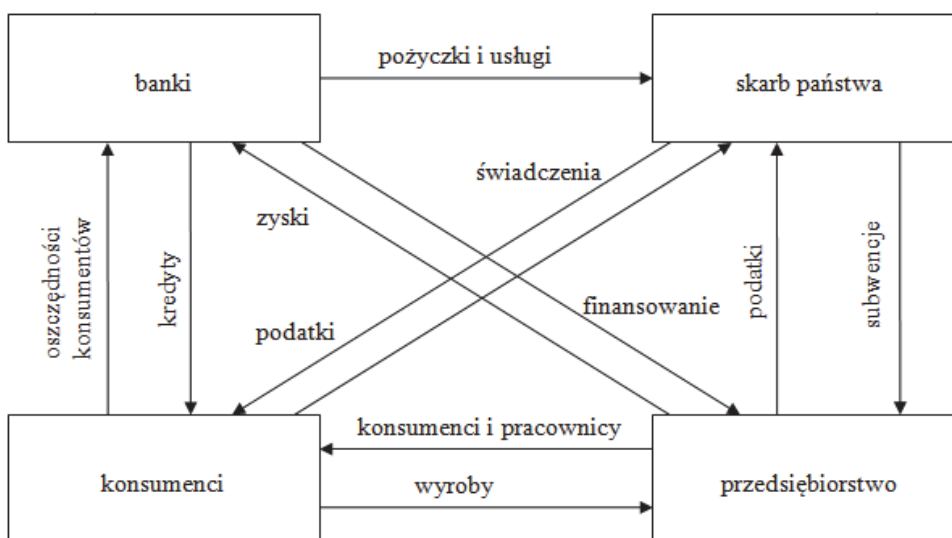 banki
pożyczki i usługi
skarb państwa
świadczenia
zyski
oszczędności
konsumentów
kredyty
podatki
finansowanie
podatki
subwencje
konsumenci i pracownicy
konsumenci
wyroby
przedsiębiorstwo